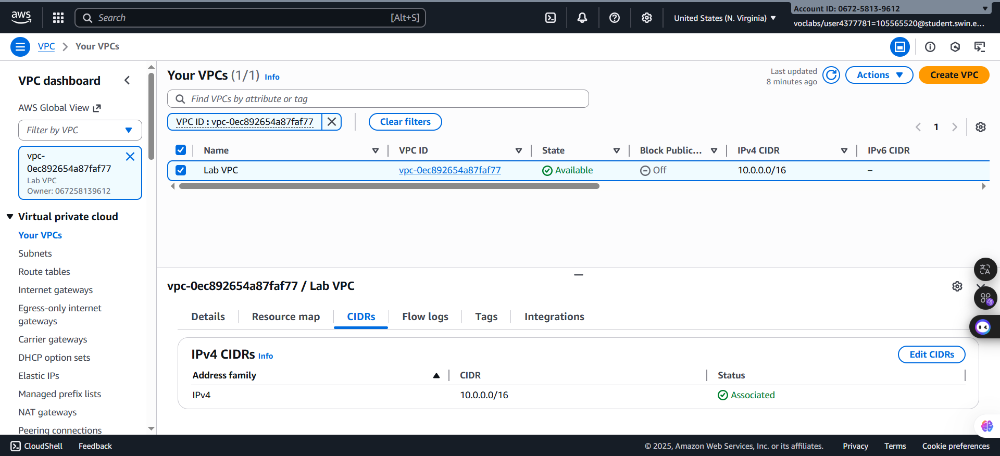 aws
Search
[Alt+S]
United States (N. Virginia)
Account ID: 0672-5813-9612
voclabs/user4377781=105565520@student.swin.e...
VPC
Your VPCs
VPC dashboard
AWS Global View
Filter by VPC
vpc-
0ec892654a87faf77
Lab VPC
Owner: 067258139612
Virtual private cloud
Your VPCs
Subnets
Route tables
Internet gateways
Egress-only internet
gateways
Carrier gateways
DHCP option sets
Elastic IPs
Managed prefix lists
NAT gateways
Peering connections
Your VPCs (1/1) Info
Last updated
8 minutes ago
Actions
Create VPC
Find VPCs by attribute or tag
VPC ID : vpc-0ec892654a87faf77
Clear filters
1
Name VPC ID State Block Public... IPv4 CIDR IPv6 CIDR
Lab VPC vpc-0ec892654a87faf77 Available Off 10.0.0.0/16 –
vpc-0ec892654a87faf77 / Lab VPC
Details Resource map CIDRs Flow logs Tags Integrations
IPv4 CIDRs Info
Edit CIDRs
Address family CIDR Status
IPv4 10.0.0.0/16 Associated
CloudShell Feedback © 2025, Amazon Web Services, Inc. or its affiliates. Privacy Terms Cookie preferences